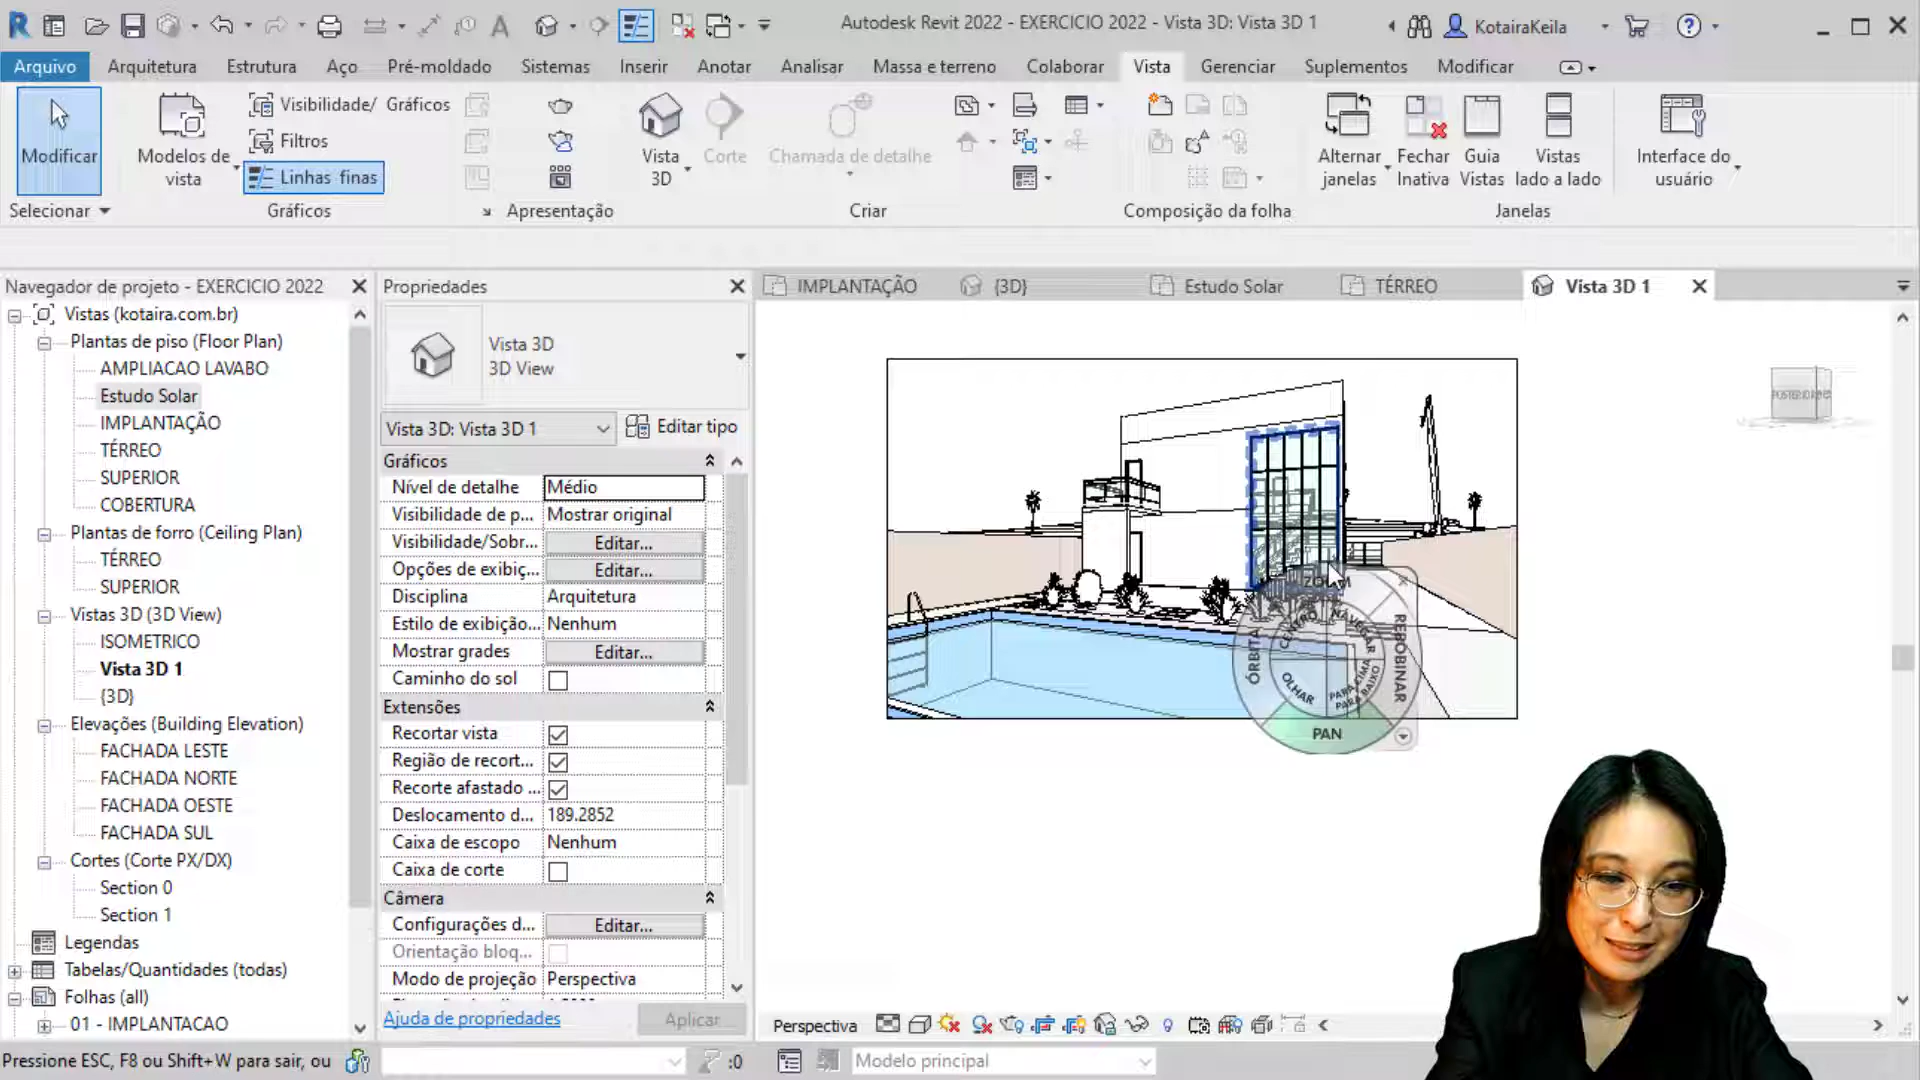 Autodesk Revit 2022 - EXERCICIO 2022 - Vista 3D: Vista 3D 1
KotairaKeila
Arquivo
Arquitetura
Estrutura
Aço
Pré-moldado
Sistemas
Inserir
Anotar
Analisar
Massa e terreno
Colaborar
Vista
Gerenciar
Suplementos
Modificar
Modificar
Modelos de vista
Visibilidade/ Gráficos
Filtros
Linhas finas
Vista 3D
Corte
Chamada de detalhe
Alternar janelas
Fechar Inativa
Guia Vistas
Vistas lado a lado
Interface do usuário
Selecionar
Gráficos
Apresentação
Criar
Composição da folha
Janelas
Navegador de projeto - EXERCICIO 2022
Vistas (kotaira.com.br)
Plantas de piso (Floor Plan)
AMPLIACAO LAVABO
Estudo Solar
IMPLANTAÇÃO
TÉRREO
SUPERIOR
COBERTURA
Plantas de forro (Ceiling Plan)
TÉRREO
SUPERIOR
Vistas 3D (3D View)
ISOMETRICO
Vista 3D 1
{3D}
Elevações (Building Elevation)
FACHADA LESTE
FACHADA NORTE
FACHADA OESTE
FACHADA SUL
Cortes (Corte PX/DX)
Section 0
Section 1
Legendas
Tabelas/Quantidades (todas)
Folhas (all)
01 - IMPLANTACAO
Propriedades
Vista 3D
3D View
Vista 3D: Vista 3D 1
Editar tipo
Gráficos
Nível de detalhe Médio
Visibilidade de p... Mostrar original
Visibilidade/Sobr... Editar...
Opções de exibiç... Editar...
Disciplina Arquitetura
Estilo de exibição... Nenhum
Mostrar grades Editar...
Caminho do sol
Extensões
Recortar vista
Região de recort...
Recorte afastado ...
Deslocamento d... 189.2852
Caixa de escopo Nenhum
Caixa de corte
Câmera
Configurações d... Editar...
Orientação bloq...
Modo de projeção Perspectiva
Ajuda de propriedades
Aplicar
IMPLANTAÇÃO
{3D}
Estudo Solar
TÉRREO
Vista 3D 1
ZOOM
ÓRBITA
CENTRO
NAVEGAR
REBOBINAR
OLHAR
PARA CIMA
PARA BAIXO
PAN
Perspectiva
Pressione ESC, F8 ou Shift+W para sair, ou
:0
Modelo principal